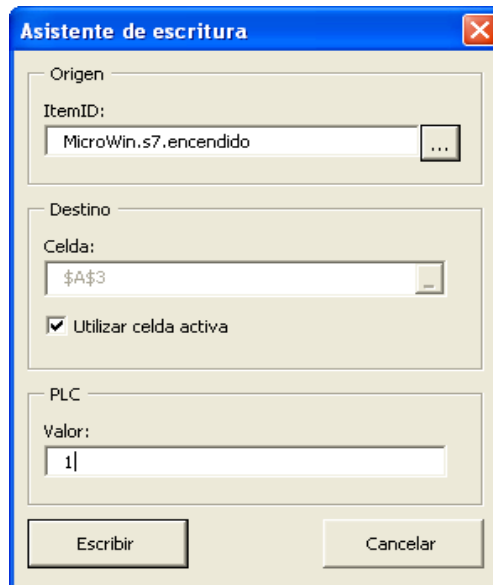 Asistente de escritura
Origen
ItemID:
MicroWin.s7.encendido
...
Destino
Celda:
$A$3
_
Utilizar celda activa
PLC
Valor:
1
Escribir
Cancelar